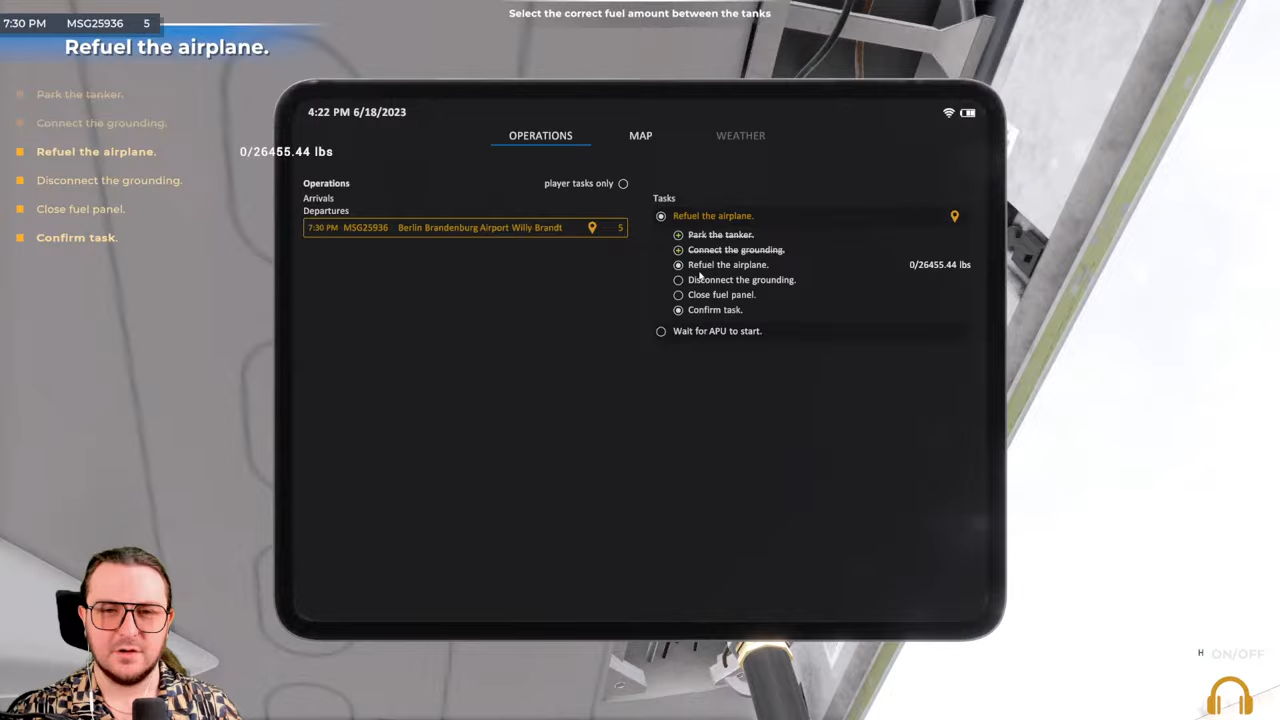 Select the correct fuel amount between the tanks
7:30 PM MSG25936 5
Refuel the airplane.
Park the tanker.
Connect the grounding.
Refuel the airplane. 0/26455.44 lbs
Disconnect the grounding.
Close fuel panel.
Confirm task.
4:22 PM 6/18/2023
OPERATIONS MAP WEATHER
Operations player tasks only
Arrivals
Departures
7:30 PM MSG25936 Berlin Brandenburg Airport Willy Brandt 5
Tasks
Refuel the airplane.
Park the tanker.
Connect the grounding.
Refuel the airplane. 0/26455.44 lbs
Disconnect the grounding.
Close fuel panel.
Confirm task.
Wait for APU to start.
H ON/OFF